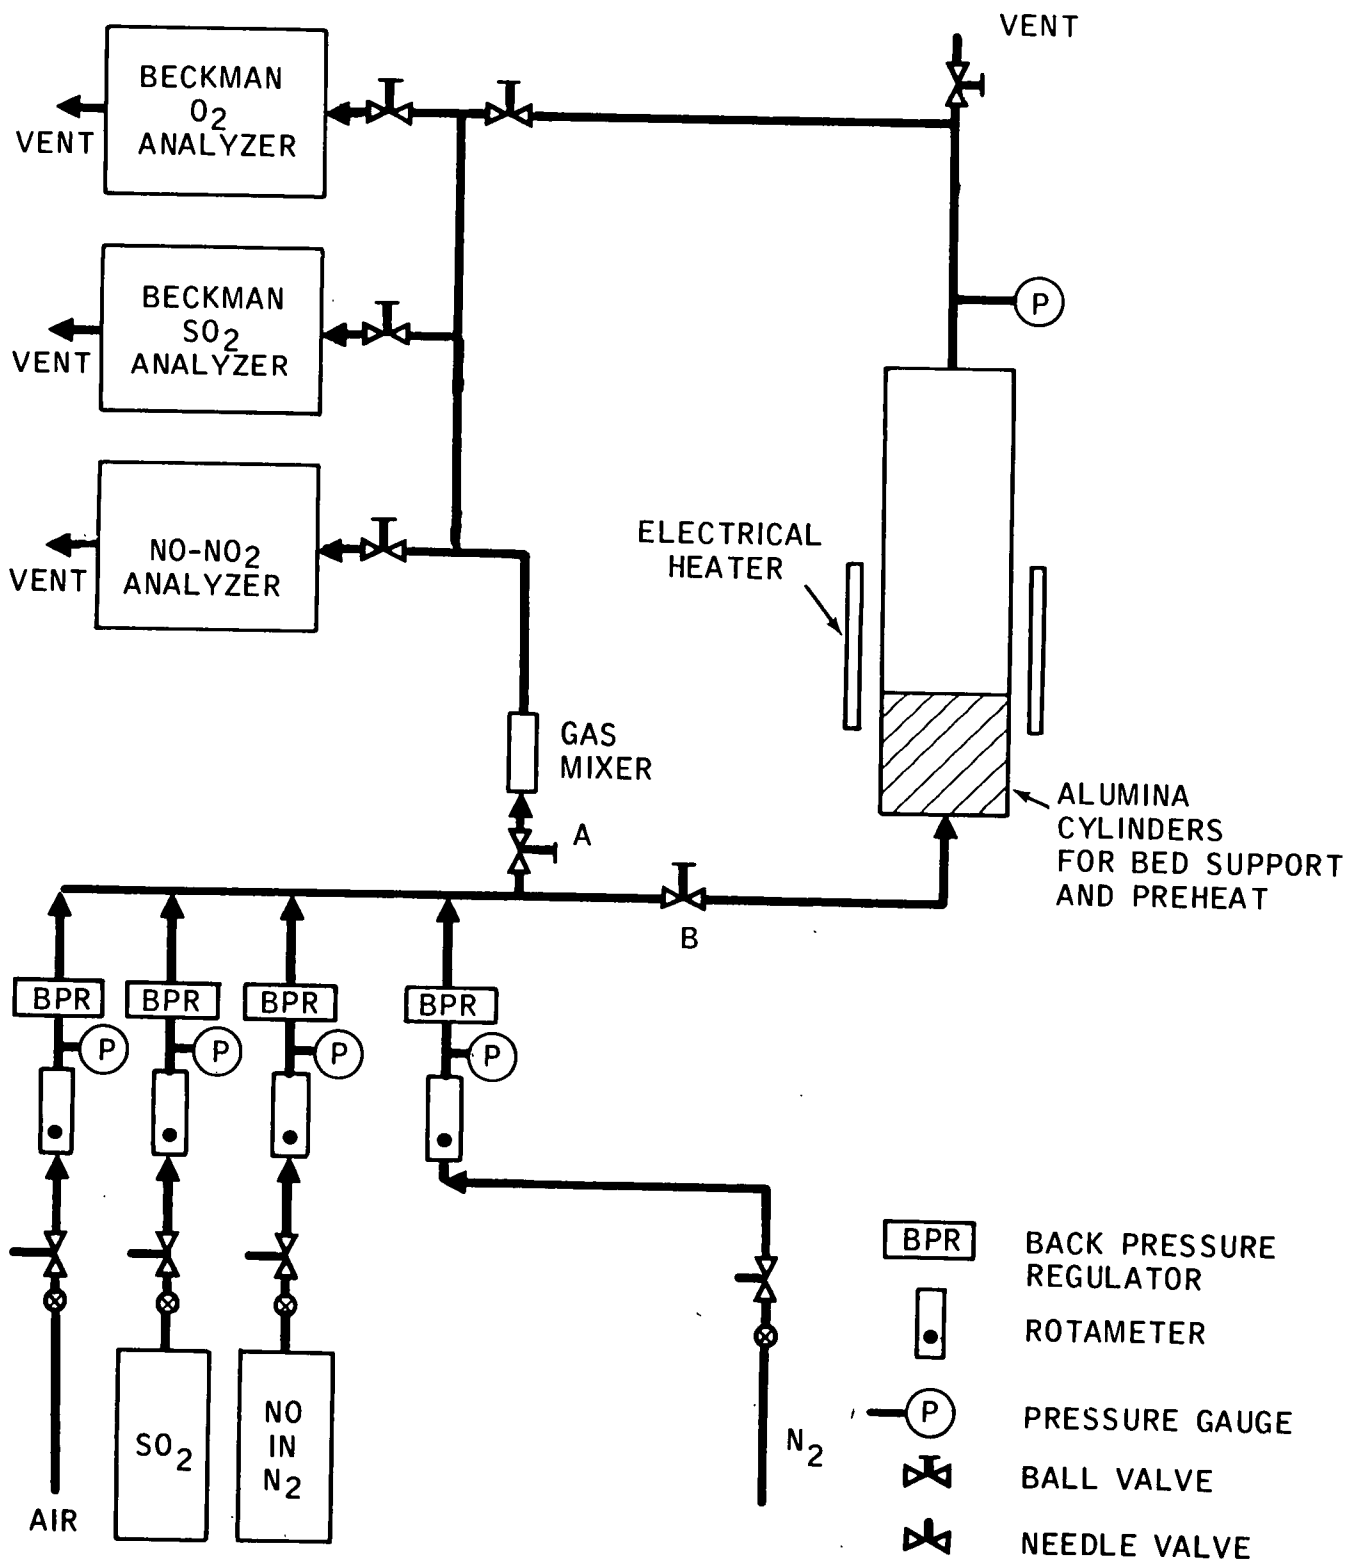 VENT
BECKMAN
O2
ANALYZER
VENT
BECKMAN
SO2
ANALYZER
VENT
P
NO-NO2
ANALYZER
VENT
ELECTRICAL
HEATER
GAS
MIXER
A
ALUMINA
CYLINDERS
FOR BED SUPPORT
AND PREHEAT
B
BPR
BPR
BPR
BPR
P
P
P
P
BPR
BACK PRESSURE
REGULATOR
ROTAMETER
P
PRESSURE GAUGE
BALL VALVE
NEEDLE VALVE
AIR
SO2
NO
IN
N2
N2